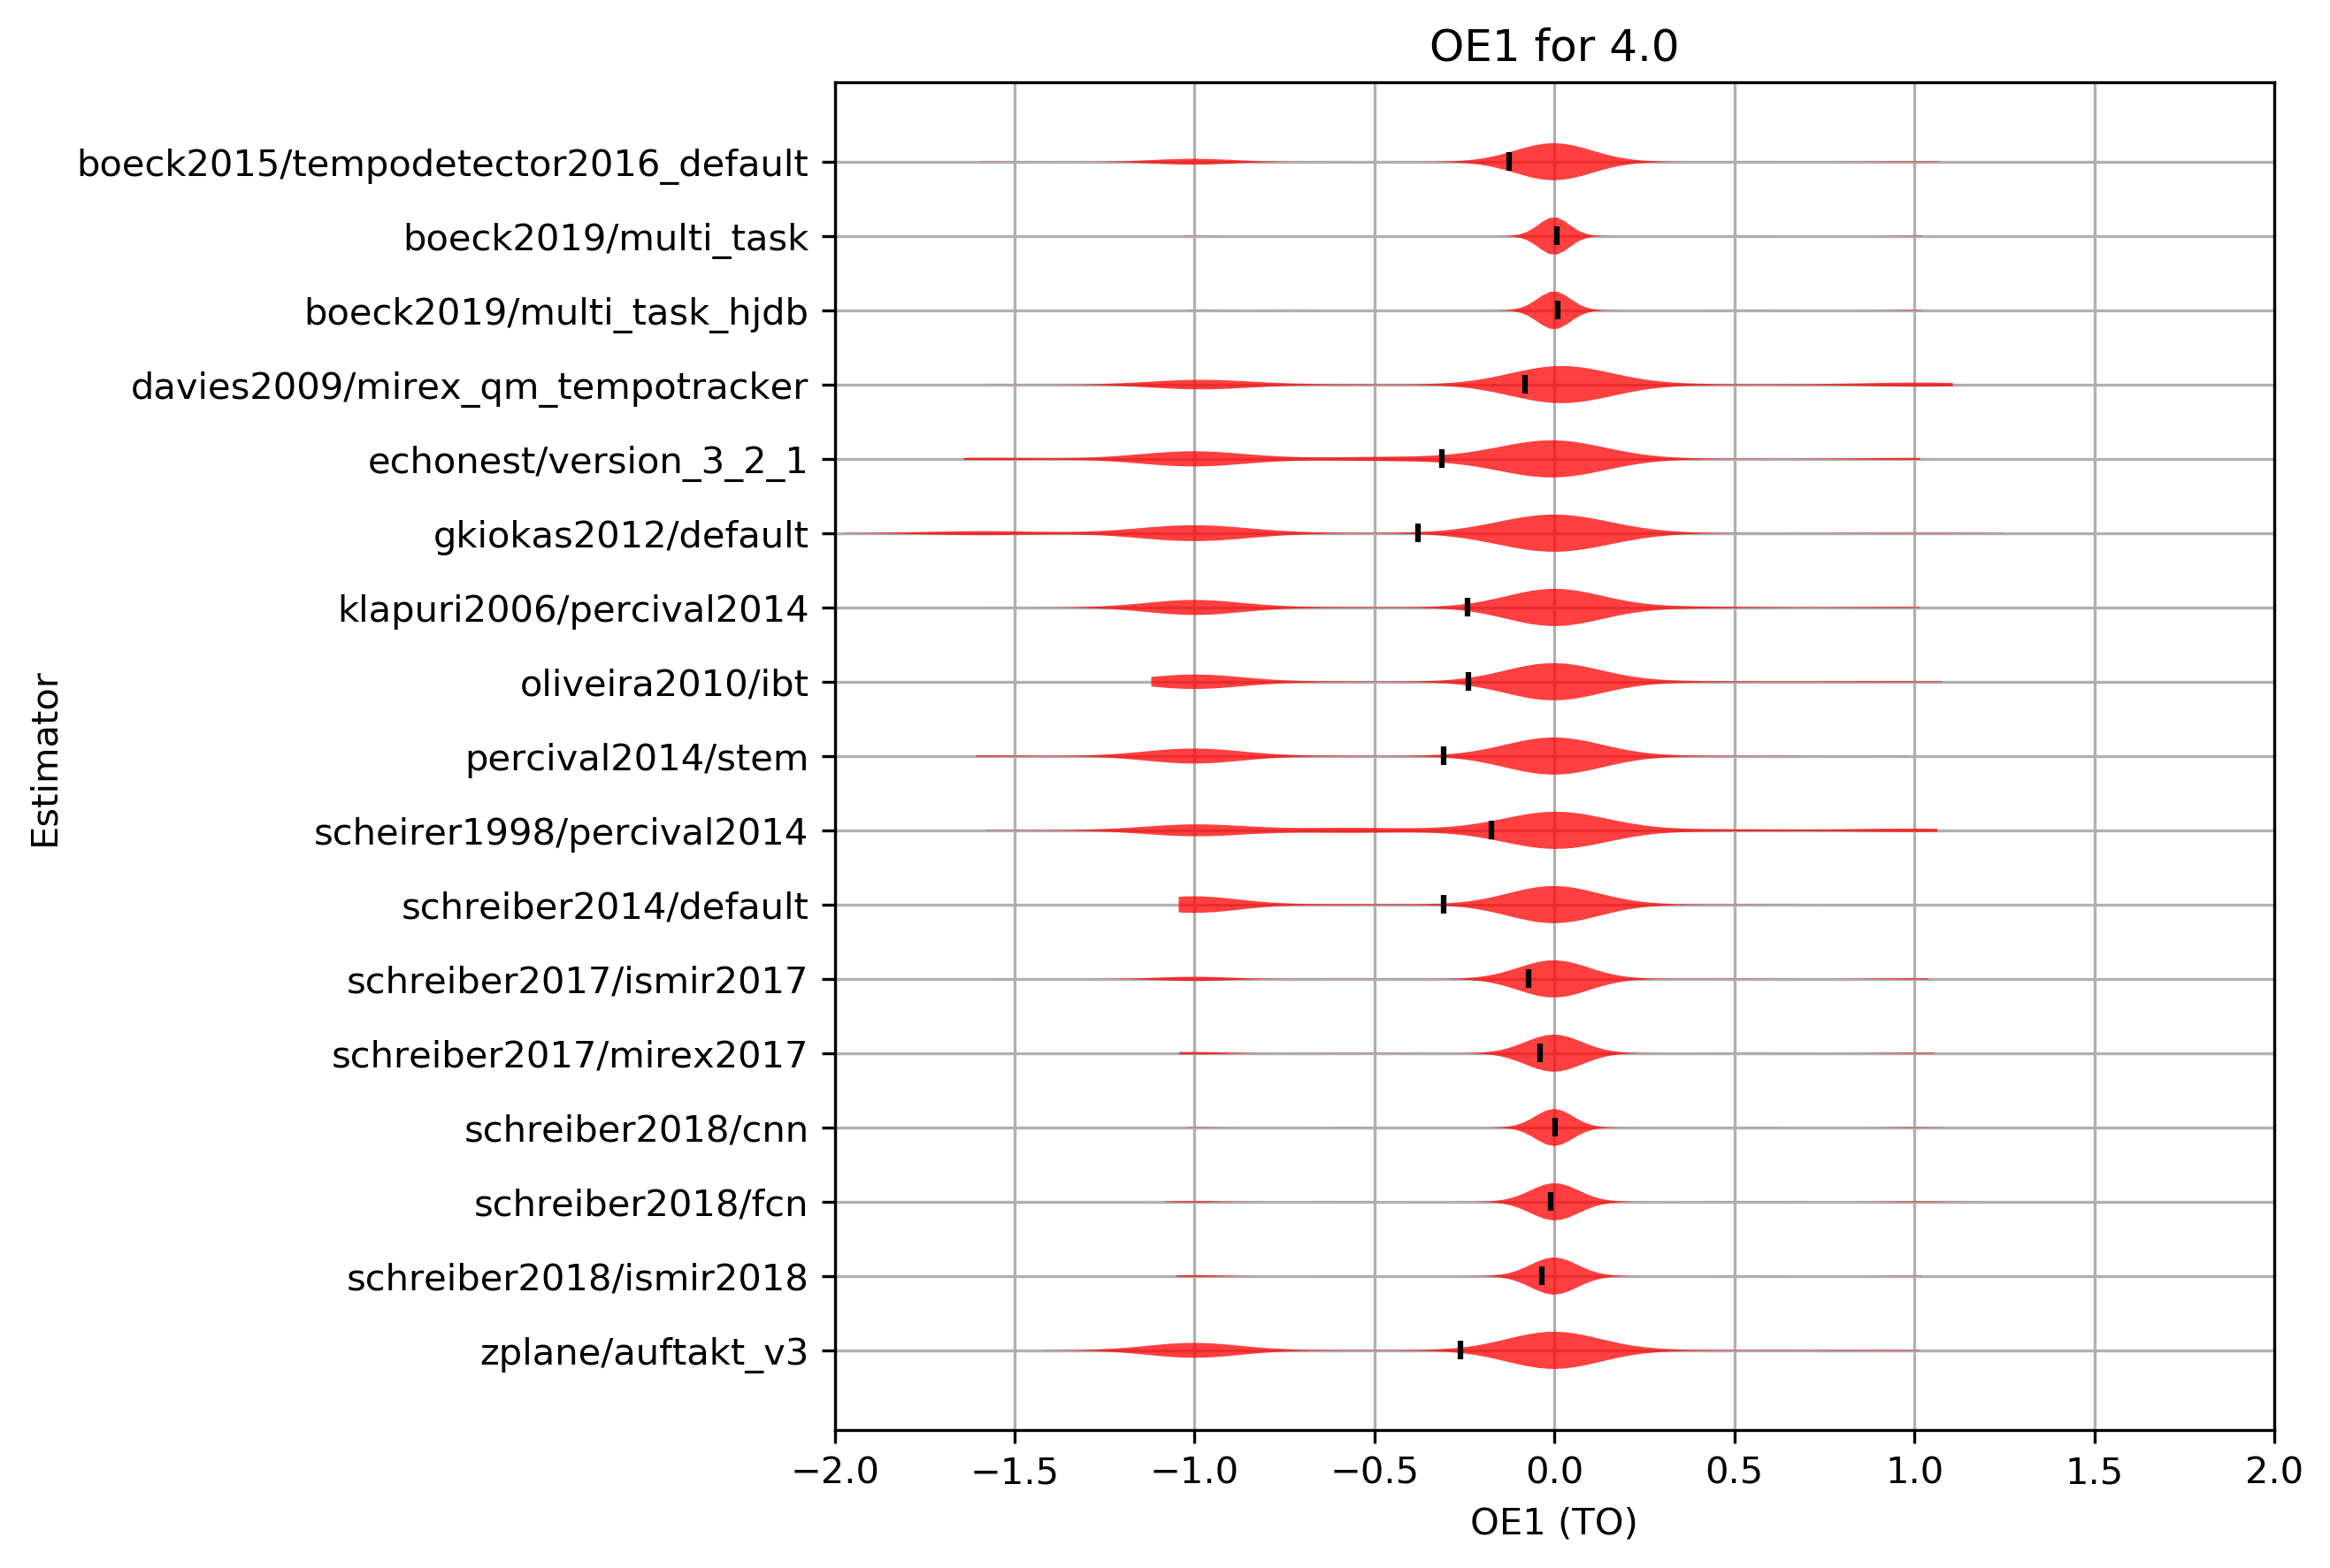 OE1 for 4.0
boeck2015/tempodetector2016_default
boeck2019/multi_task
boeck2019/multi_task_hjdb
davies2009/mirex_qm_tempotracker
echonest/version_3_2_1
gkiokas2012/default
klapuri2006/percival2014
oliveira2010/ibt
percival2014/stem
scheirer1998/percival2014
schreiber2014/default
schreiber2017/ismir2017
schreiber2017/mirex2017
schreiber2018/cnn
schreiber2018/fcn
schreiber2018/ismir2018
zplane/auftakt_v3
Estimator
−2.0 −1.5 −1.0 −0.5 0.0 0.5 1.0 1.5 2.0
OE1 (TO)